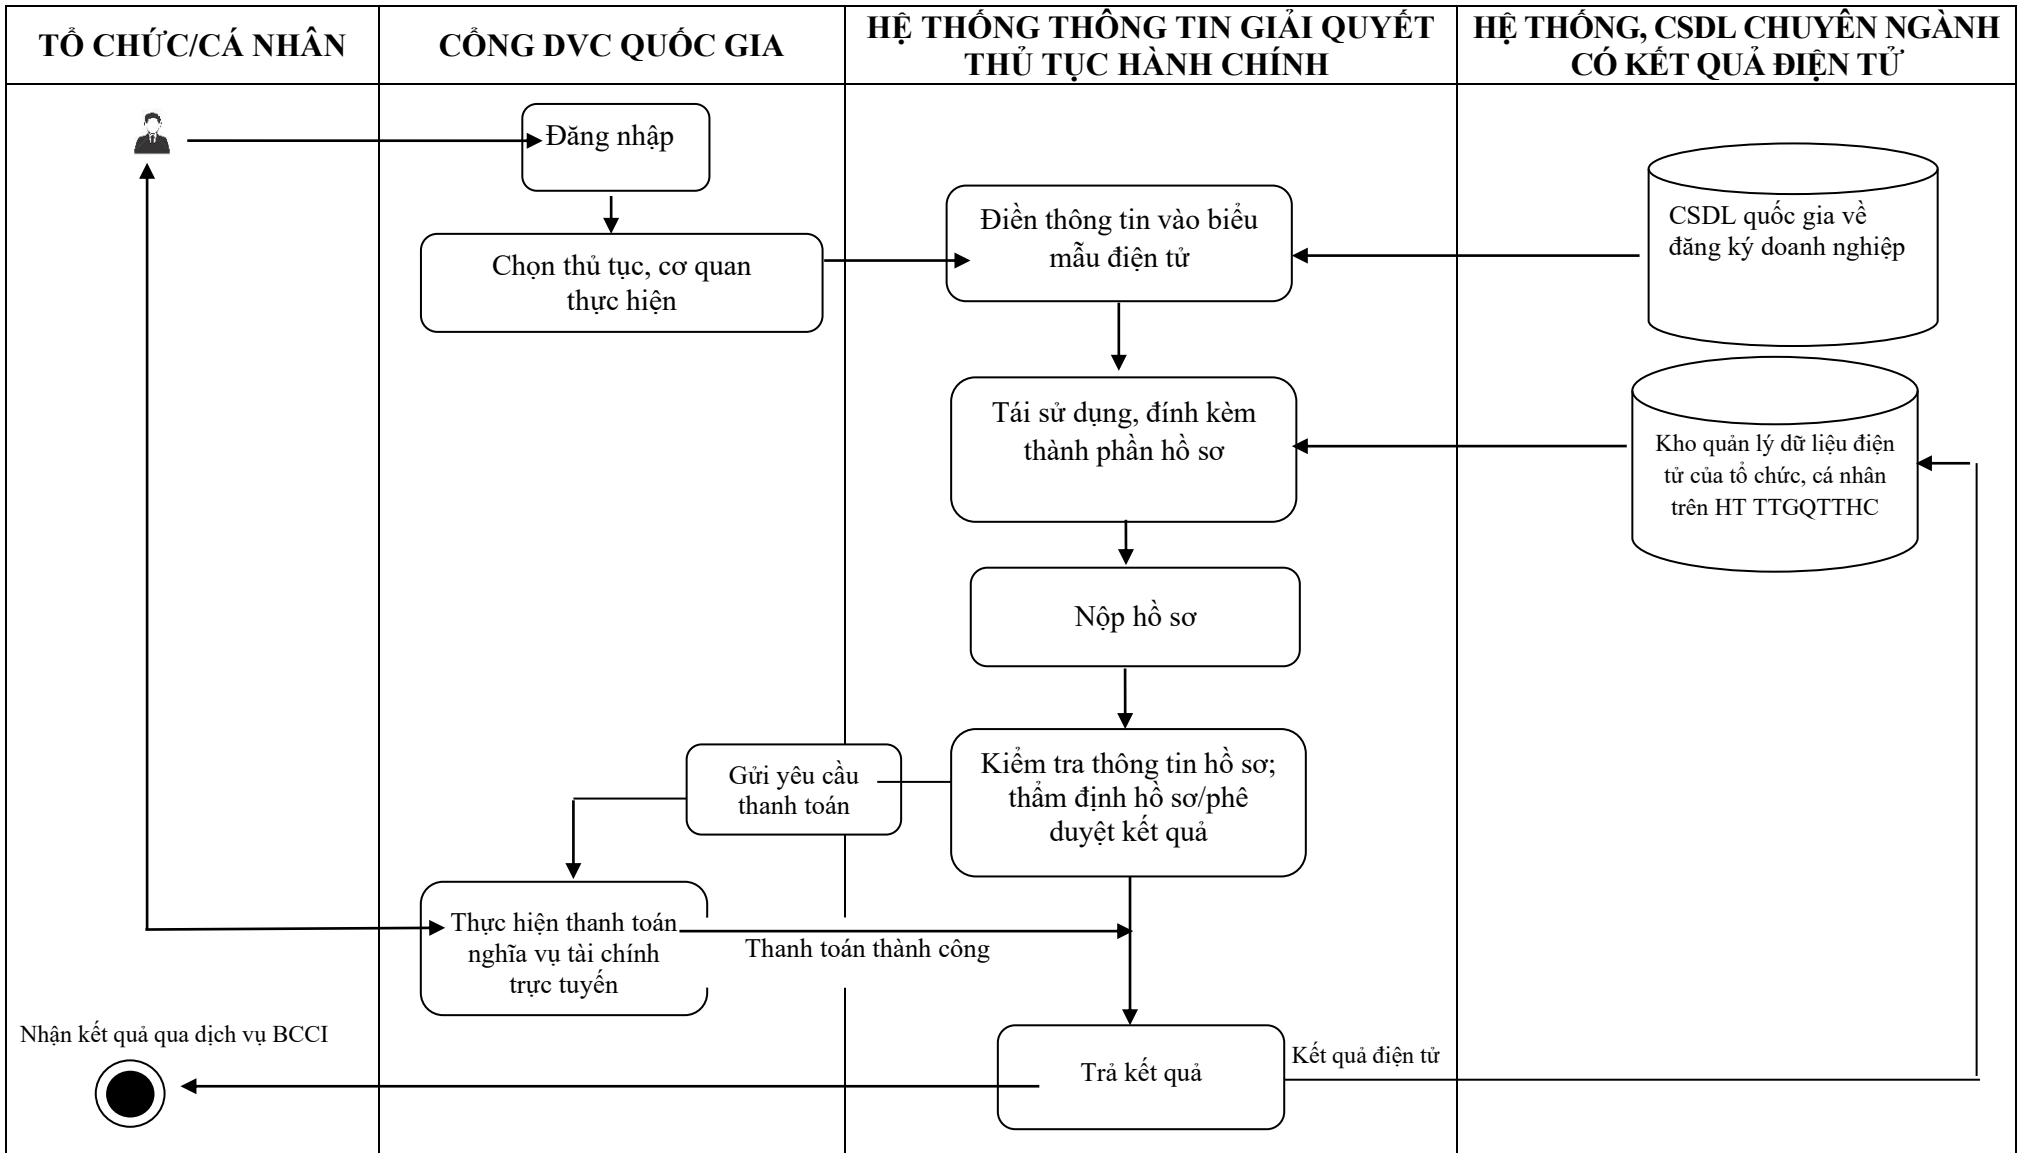 TỔ CHỨC/CÁ NHÂN
CỔNG DVC QUỐC GIA
HỆ THỐNG THÔNG TIN GIẢI QUYẾT
THỦ TỤC HÀNH CHÍNH
HỆ THỐNG, CSDL CHUYÊN NGÀNH
CÓ KẾT QUẢ ĐIỆN TỬ
Đăng nhập
Chọn thủ tục, cơ quan
thực hiện
Điền thông tin vào biểu
mẫu điện tử
CSDL quốc gia về
đăng ký doanh nghiệp
Tái sử dụng, đính kèm
thành phần hồ sơ
Kho quản lý dữ liệu điện
tử của tổ chức, cá nhân
trên HT TTGQTTHC
Nộp hồ sơ
Kiểm tra thông tin hồ sơ;
thẩm định hồ sơ/phê
duyệt kết quả
Gửi yêu cầu
thanh toán
Thực hiện thanh toán
nghĩa vụ tài chính
trực tuyến
Thanh toán thành công
Nhận kết quả qua dịch vụ BCCI
Trả kết quả
Kết quả điện tử